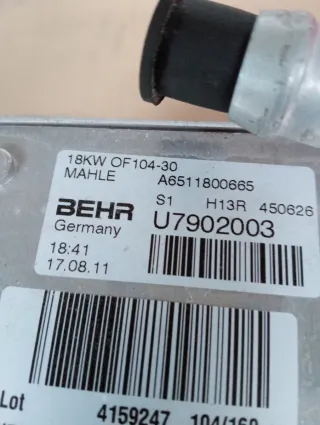 18KW OF104-30
MAHLE A6511800665
S1 H13R 450626
BEHR U7902003
Germany
18:41
17.08.11
Lot 4159247 104/160